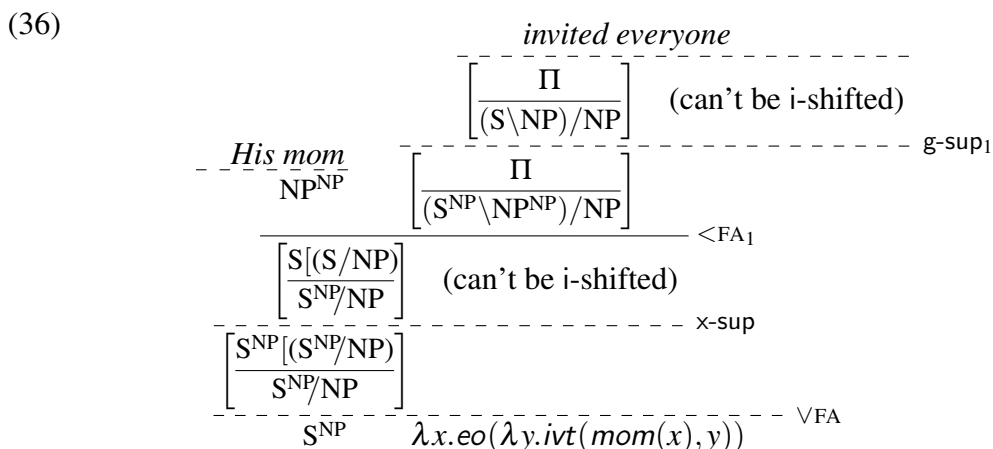 (36)
invited everyone
[Π / (S\NP)/NP] (can't be i-shifted)
g-sup₁
His mom
NP^NP [Π / (S^NP\NP^NP)/NP]
<FA₁
[S[(S/NP) / S^NP/NP] (can't be i-shifted)
x-sup
[S^NP[(S^NP/NP) / S^NP/NP]
\/FA
S^NP λx.eo(λy.ivt(mom(x),y))